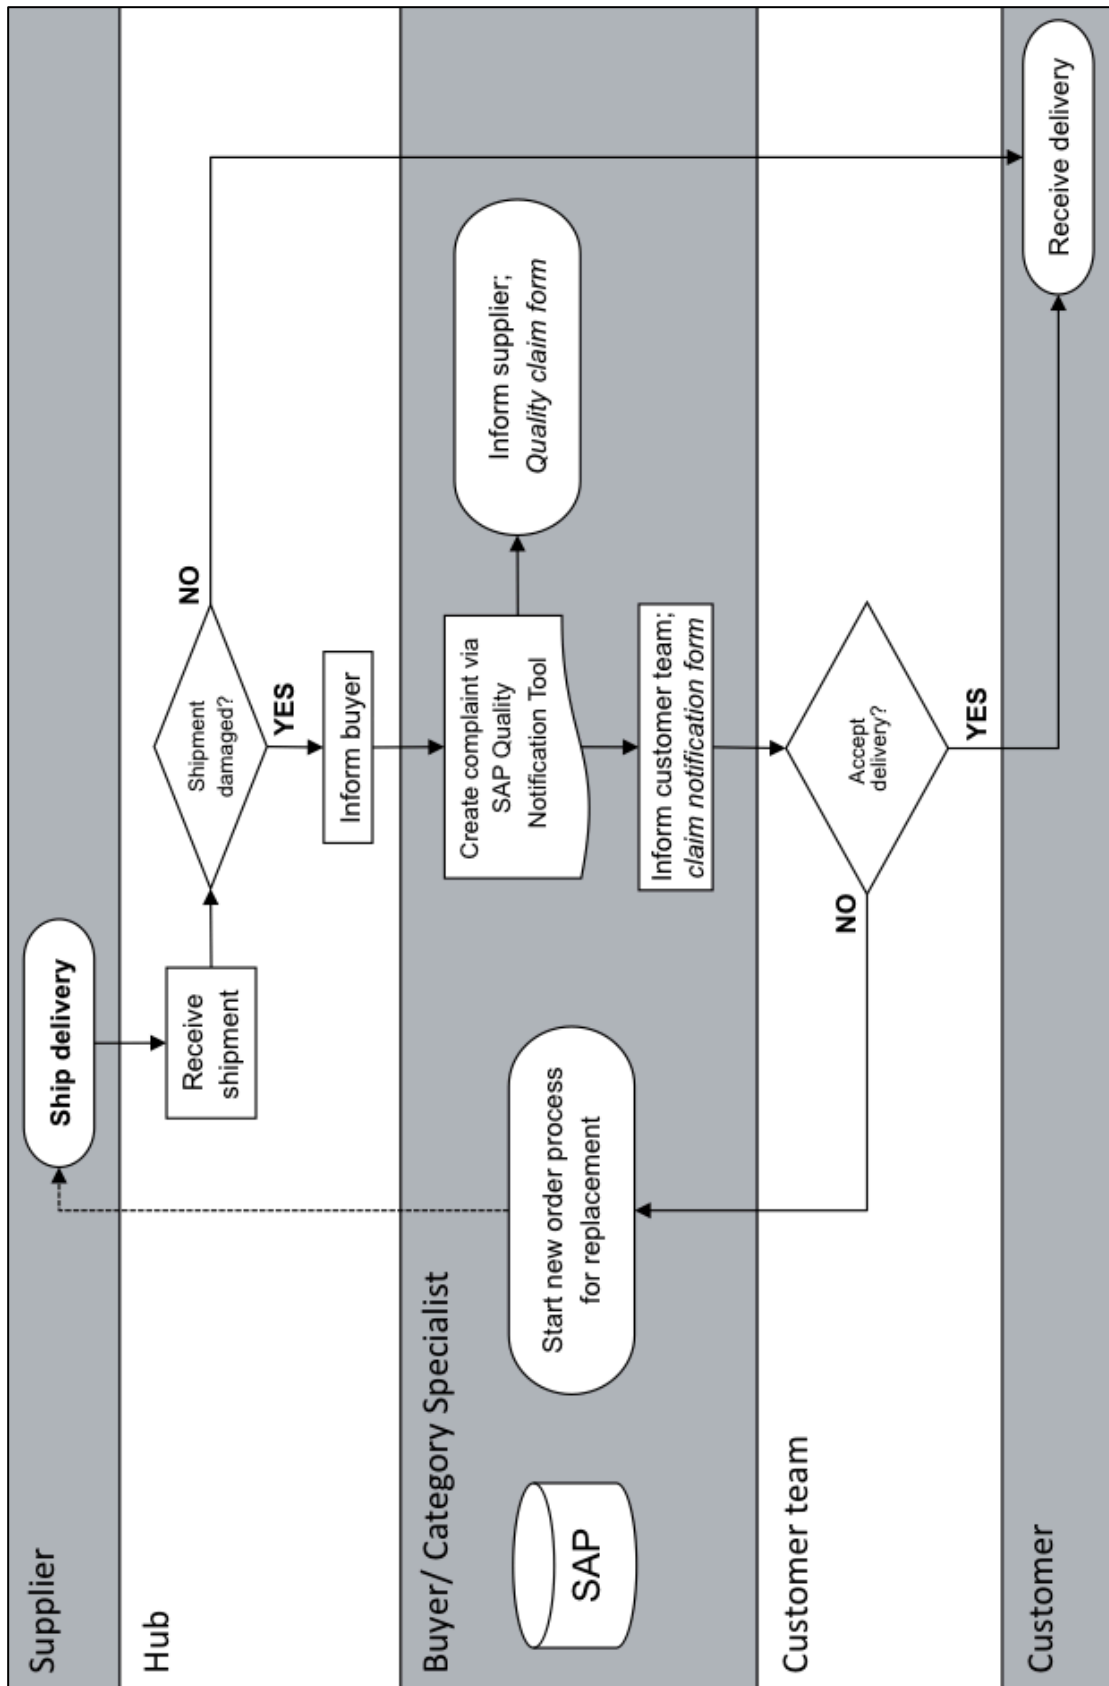 Supplier
Ship delivery
Hub
Receive
shipment
Shipment
damaged?
NO
YES
Inform buyer
Buyer/ Category Specialist
SAP
Start new order process
for replacement
Create complaint via
SAP Quality
Notification Tool
Inform supplier;
Quality claim form
Inform customer team;
claim notification form
Customer team
NO
Accept
delivery?
YES
Customer
Receive delivery